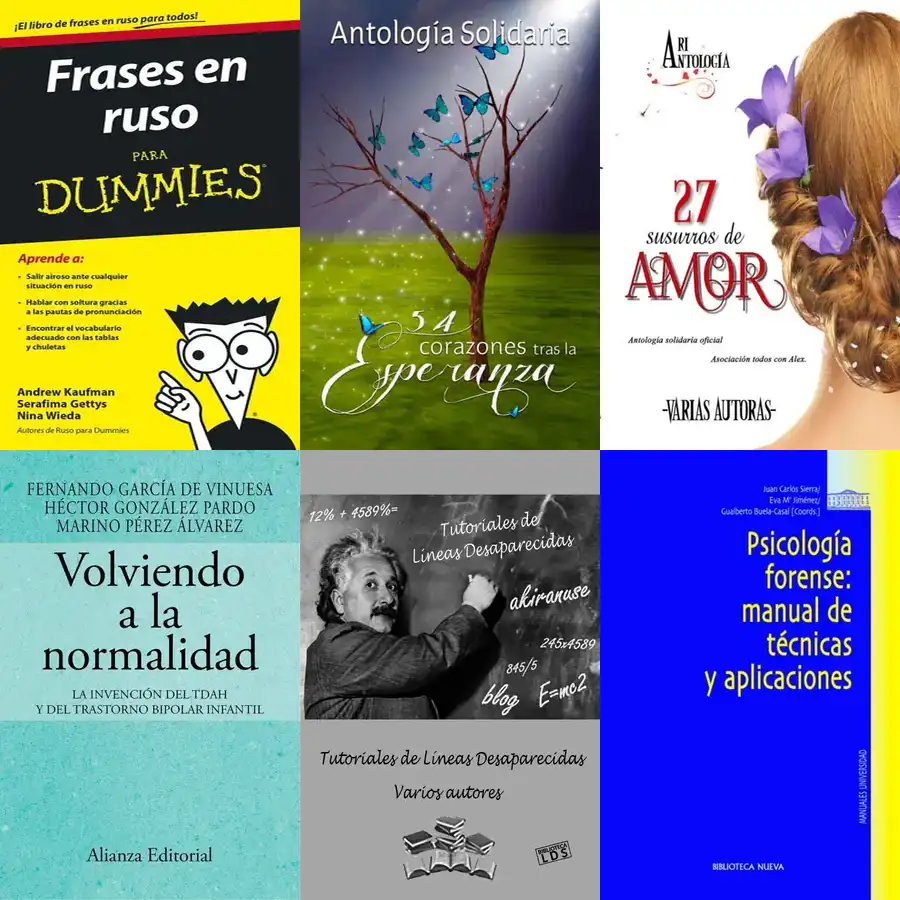 ¡El libro de frases en ruso para todos!
Frases en
ruso
PARA
DUMMIES
Aprende a:
• Salir airoso ante cualquier
situación en ruso
• Hablar con soltura gracias
a las pautas de pronunciación
• Encontrar el vocabulario
adecuado con las tablas
y chuletas
Andrew Kaufman
Serafima Gettys
Nina Wieda
Autores de Ruso para Dummies
Antología Solidaria
54
corazones tras la
Esperanza
ARI
ANTOLOGÍA
27
susurros de
AMOR
Antología solidaria oficial
Asociación todos con Alex.
-VARIAS AUTORAS-
FERNANDO GARCÍA DE VINUESA
HÉCTOR GONZÁLEZ PARDO
MARINO PÉREZ ÁLVAREZ
Volviendo
a la
normalidad
LA INVENCIÓN DEL TDAH
Y DEL TRASTORNO BIPOLAR INFANTIL
Alianza Editorial
12% + 4589%=
Tutoriales de
Líneas Desaparecidas
akiranuse
245x4589
845/5
blog
E=mc2
Tutoriales de Líneas Desaparecidas
Varios autores
BIBLIOTECA
LDS
Juan Carlos Sierra/
Eva Mª Jiménez/
Gualberto Buela-Casal [Coords.]
Psicología
forense:
manual de
técnicas
y aplicaciones
MANUALES UNIVERSIDAD
BIBLIOTECA NUEVA